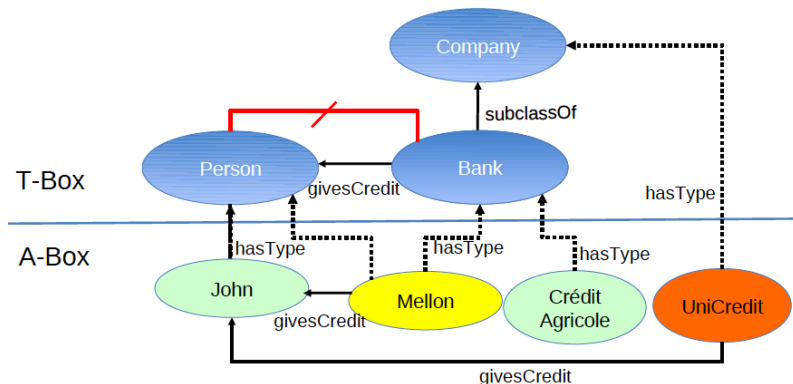 Company
subclassOf
Person
Bank
T-Box
givesCredit
hasType
A-Box
hasType
hasType
hasType
John
Mellon
Crédit
Agricole
UniCredit
givesCredit
givesCredit